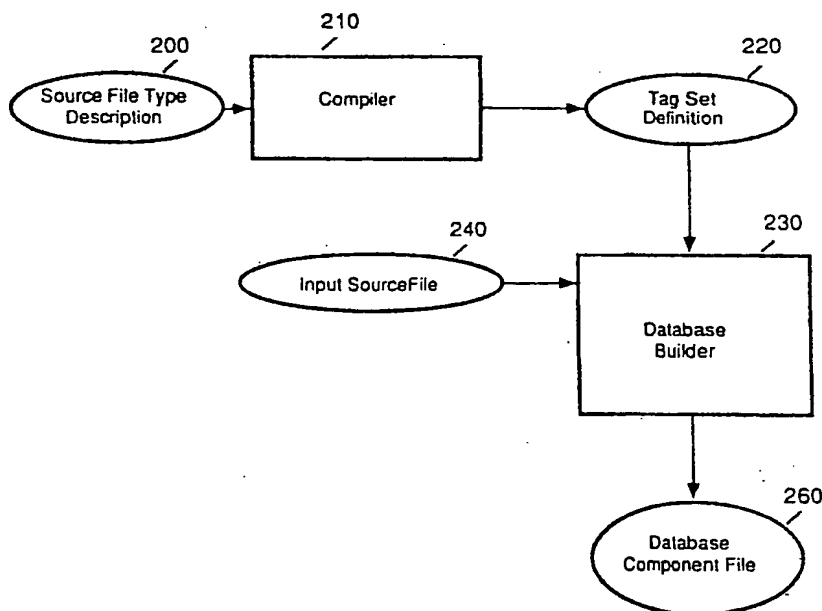 200
Source File Type
Description
210
Compiler
220
Tag Set
Definition
240
Input SourceFile
230
Database
Builder
260
Database
Component File